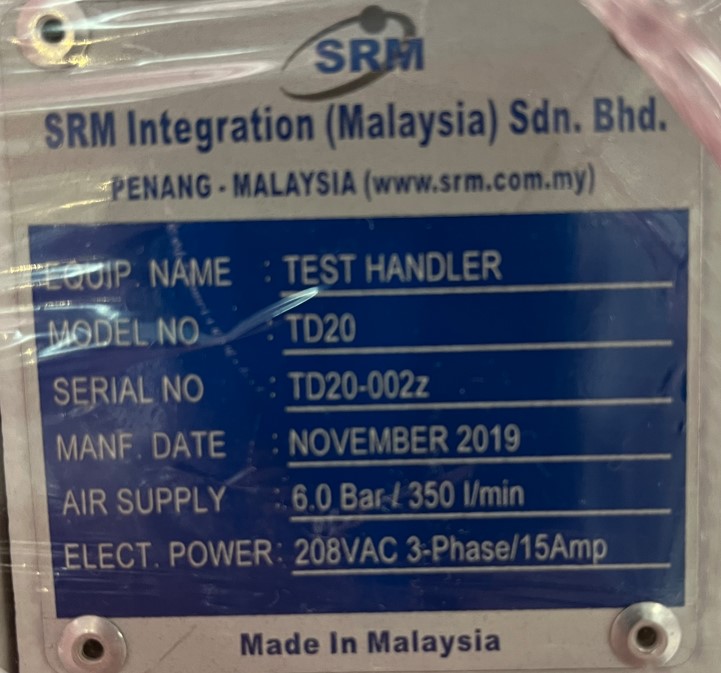 SRM
SRM Integration (Malaysia) Sdn. Bhd.
PENANG - MALAYSIA (www.srm.com.my)
EQUIP. NAME : TEST HANDLER
MODEL NO : TD20
SERIAL NO : TD20-002z
MANF. DATE : NOVEMBER 2019
AIR SUPPLY : 6.0 Bar / 350 l/min
ELECT. POWER: 208VAC 3-Phase/15Amp
Made In Malaysia